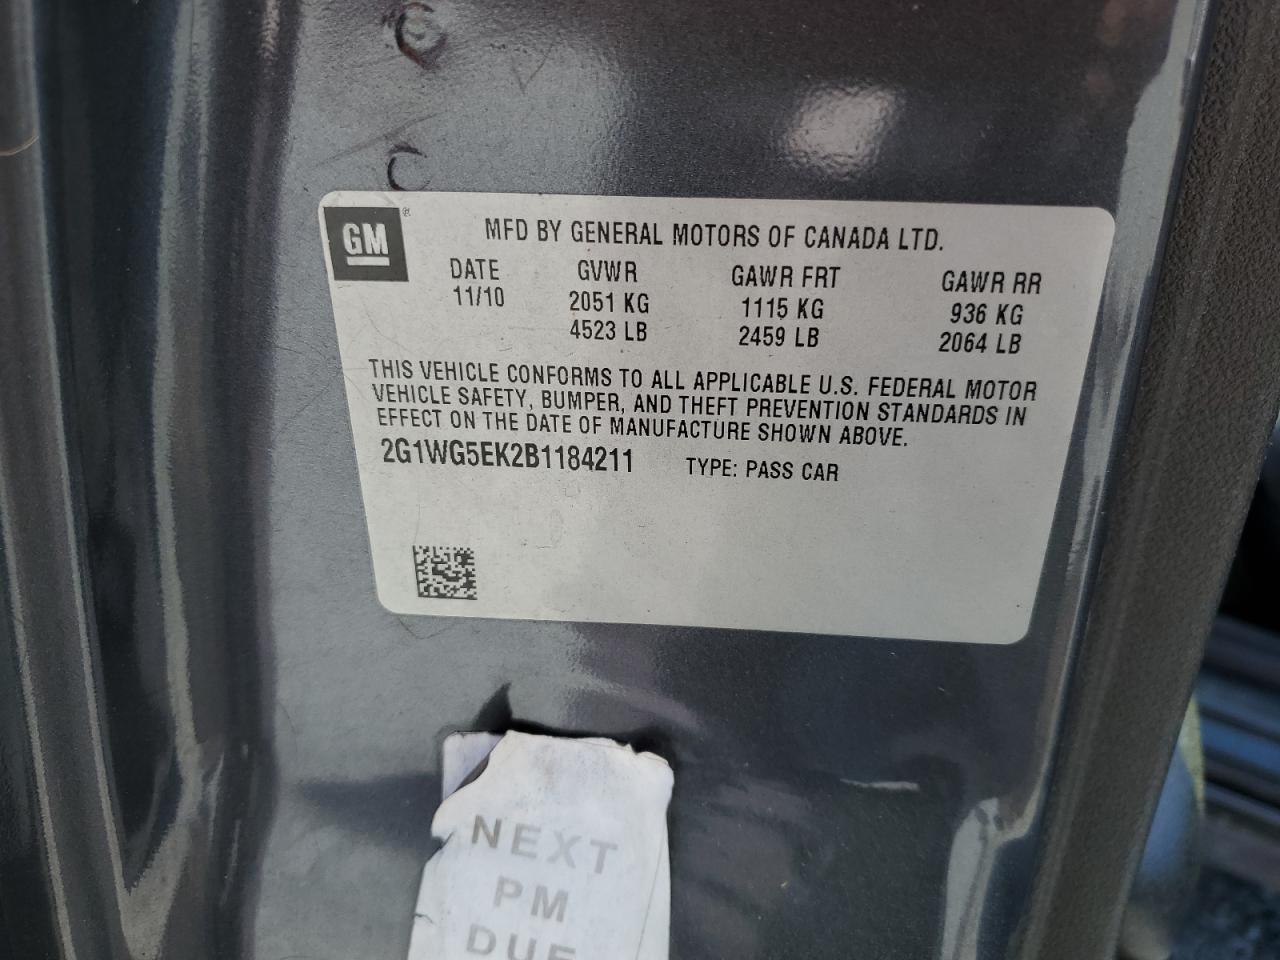 GM ®
MFD BY GENERAL MOTORS OF CANADA LTD.
DATE GVWR GAWR FRT GAWR RR
11/10 2051 KG 1115 KG 936 KG
4523 LB 2459 LB 2064 LB
THIS VEHICLE CONFORMS TO ALL APPLICABLE U.S. FEDERAL MOTOR
VEHICLE SAFETY, BUMPER, AND THEFT PREVENTION STANDARDS IN
EFFECT ON THE DATE OF MANUFACTURE SHOWN ABOVE.
2G1WG5EK2B1184211 TYPE: PASS CAR
NEXT
PM
DUE